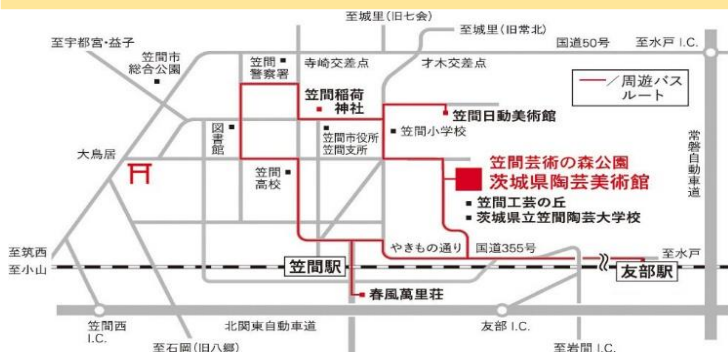 至城里(旧七会)
至城里(旧常北)
至宇都宮・益子
笠間市
総合公園
笠間
警察署
寺崎交差点
才木交差点
国道50号
至水戸 I.C.
／周遊バス
ルート
笠間稲荷
神社
笠間日動美術館
図書館
笠間市役所
笠間支所
笠間小学校
大鳥居
常磐自動車道
笠間
高校
笠間芸術の森公園
茨城県陶芸美術館
笠間工芸の丘
茨城県立笠間陶芸大学校
至筑西
至小山
やきもの通り
国道355号
至水戸
笠間駅
友部駅
春風萬里荘
笠間西
I.C.
北関東自動車道
友部 I.C.
至石岡(旧八郷)
至岩間 I.C.